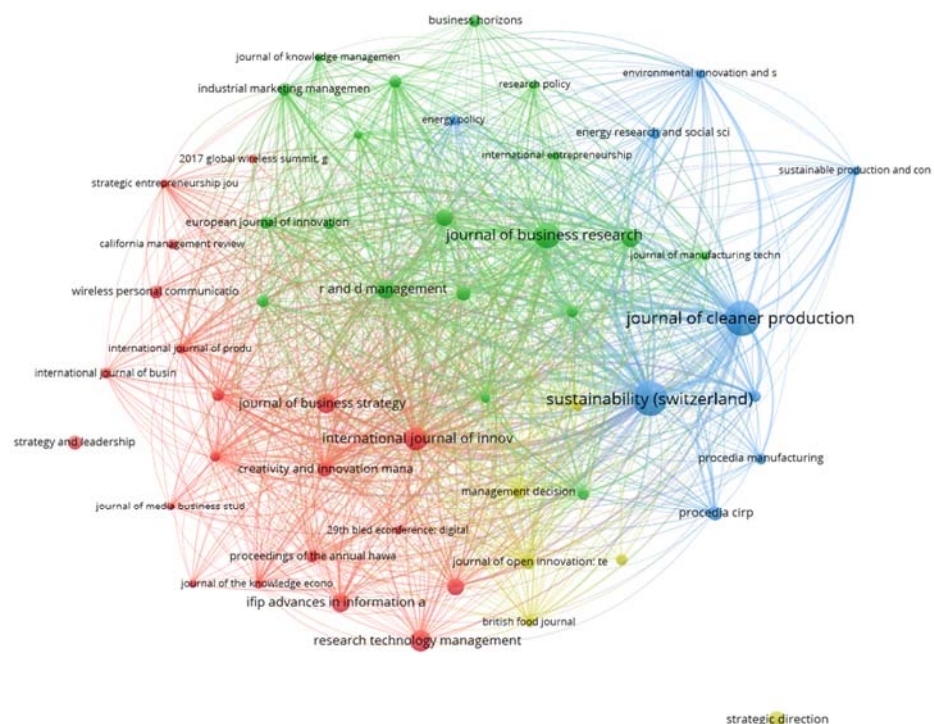 business horizons
journal of knowledge managemen
industrial marketing managemen
environmental innovation and s
research policy
energy policy
energy research and social sci
2017 global wireless summit, g
international entrepreneurship
sustainable production and con
strategic entrepreneurship jou
european journal of innovation
journal of business research
california management review
journal of manufacturing techn
wireless personal communicatio
r and d management
journal of cleaner production
international journal of produ
international journal of busin
sustainability (switzerland)
journal of business strategy
international journal of innov
strategy and leadership
procedia manufacturing
creativity and innovation mana
management decision
journal of media business stud
procedia cirp
29th bled econference: digital
proceedings of the annual hawa
journal of open innovation: te
journal of the knowledge econo
ifip advances in information a
british food journal
research technology management
strategic direction